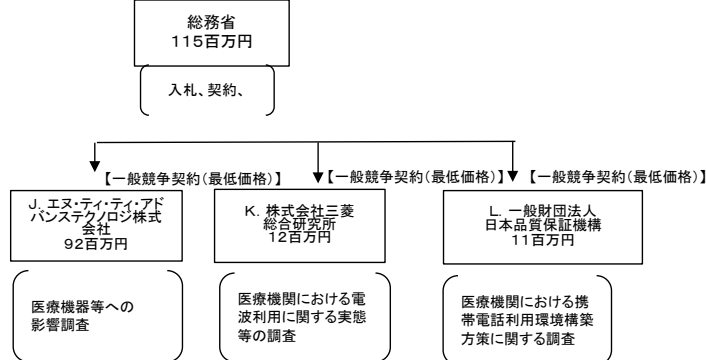 総務省
115百万円
入札、契約、
【一般競争契約(最低価格)】
【一般競争契約(最低価格)】
【一般競争契約(最低価格)】
J. エヌ・ティ・ティ・アド
バンステクノロジ株式
会社
92百万円
K. 株式会社三菱
総合研究所
12百万円
L. 一般財団法人
日本品質保証機構
11百万円
医療機器等への
影響調査
医療機関における電
波利用に関する実態
等の調査
医療機関における携
帯電話利用環境構築
方策に関する調査